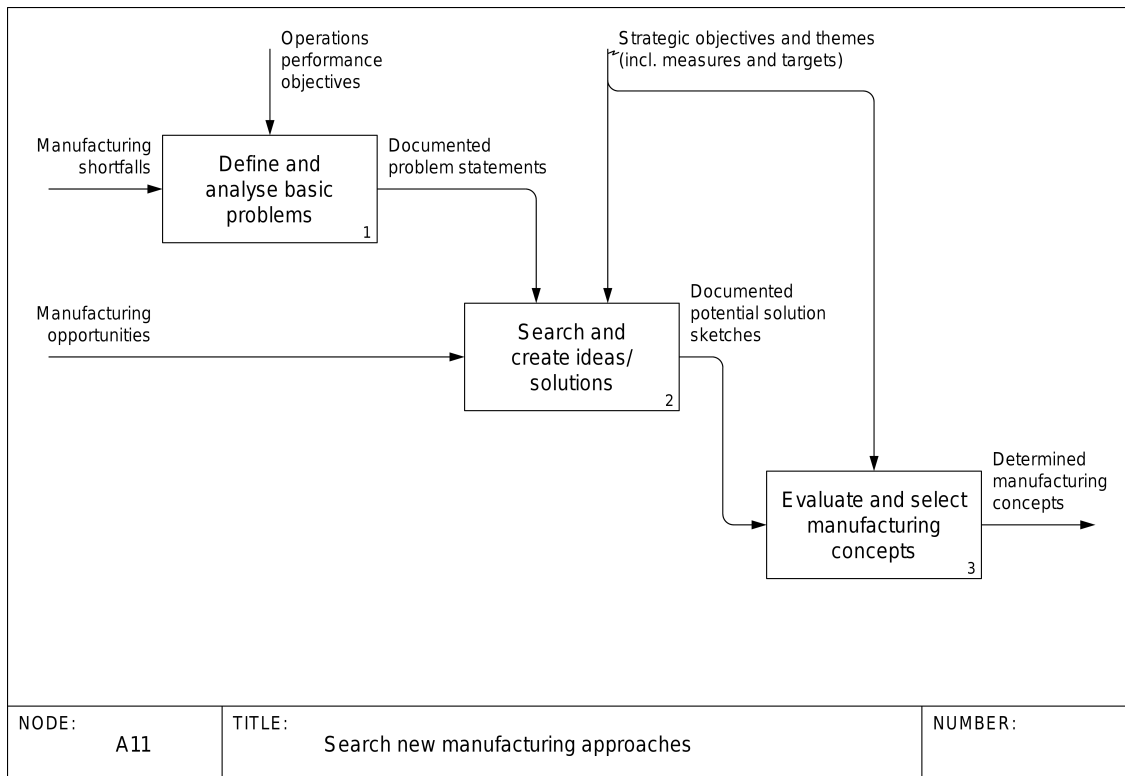 Operations
performance
objectives
Strategic objectives and themes
(incl. measures and targets)
Manufacturing
shortfalls
Define and
analyse basic
problems
1
Documented
problem statements
Manufacturing
opportunities
Search and
create ideas/
solutions
2
Documented
potential solution
sketches
Evaluate and select
manufacturing
concepts
3
Determined
manufacturing
concepts
NODE:
A11
TITLE:
Search new manufacturing approaches
NUMBER: